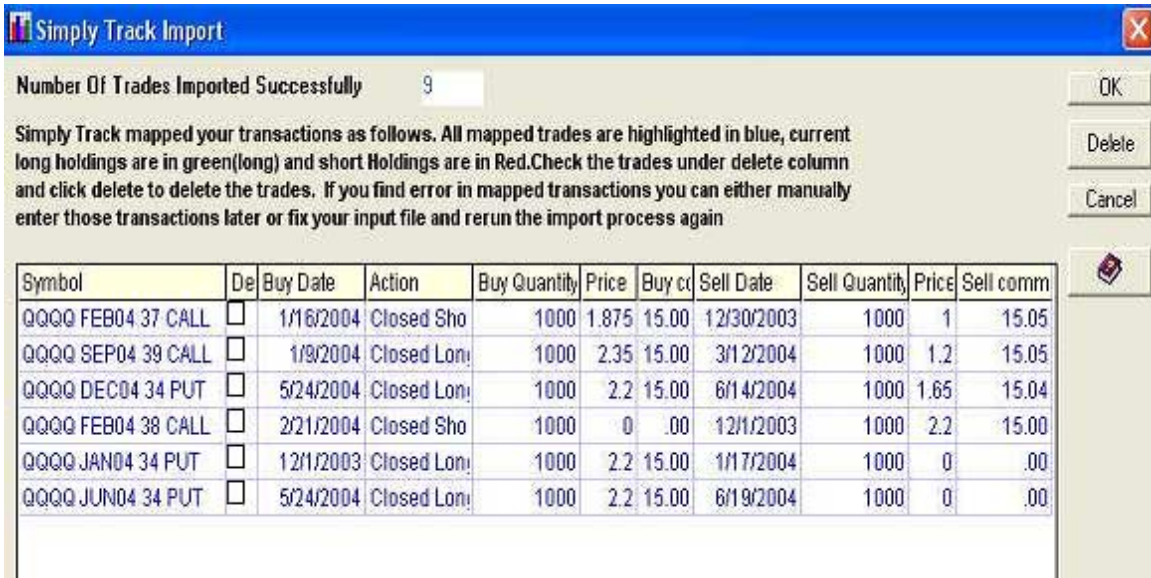 Simply Track Import
Number Of Trades Imported Successfully 9
OK
Simply Track mapped your transactions as follows. All mapped trades are highlighted in blue, current
long holdings are in green(long) and short Holdings are in Red.Check the trades under delete column
and click delete to delete the trades. If you find error in mapped transactions you can either manually
enter those transactions later or fix your input file and rerun the import process again
Delete
Cancel
Symbol De Buy Date Action Buy Quantity Price Buy co Sell Date Sell Quantity Price Sell comm
QQQQ FEB04 37 CALL 1/16/2004 Closed Sho 1000 1.875 15.00 12/30/2003 1000 1 15.05
QQQQ SEP04 39 CALL 1/9/2004 Closed Long 1000 2.35 15.00 3/12/2004 1000 1.2 15.05
QQQQ DEC04 34 PUT 5/24/2004 Closed Long 1000 2.2 15.00 6/14/2004 1000 1.65 15.04
QQQQ FEB04 38 CALL 2/21/2004 Closed Sho 1000 0 .00 12/1/2003 1000 2.2 15.00
QQQQ JAN04 34 PUT 12/1/2003 Closed Long 1000 2.2 15.00 1/17/2004 1000 0 .00
QQQQ JUN04 34 PUT 5/24/2004 Closed Long 1000 2.2 15.00 6/19/2004 1000 0 .00